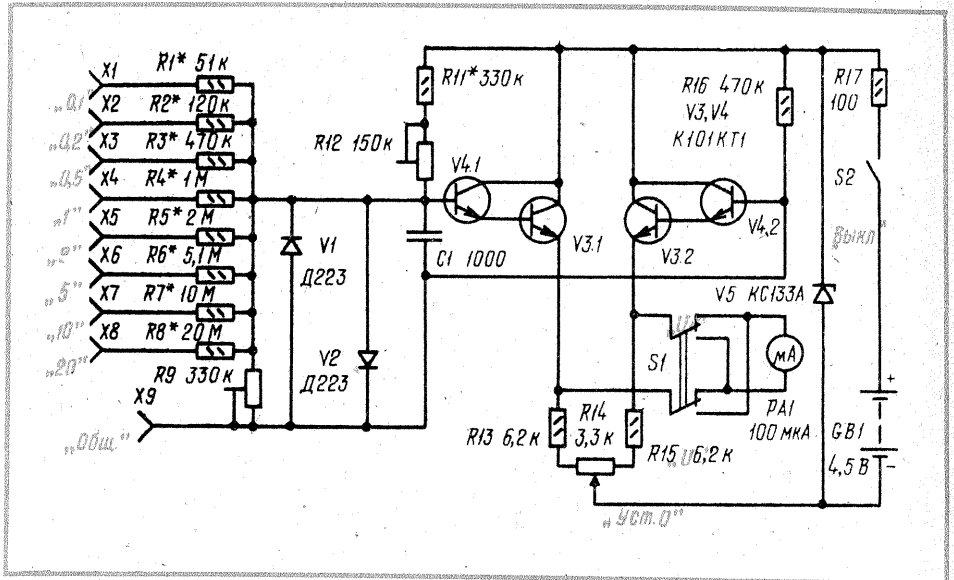 X1
R1* 51к
„0,1"
X2
R2* 120к
„0,2"
X3
R3* 470к
„0,5"
X4
R4* 1М
„1"
X5
R5* 2М
„2"
X6
R6* 5,1М
„5"
X7
R7* 10М
„10"
X8
R8* 20М
„20"
R9 330к
X9
„Общ."
V1
Д223
V2
Д223
R11* 330к
R12 150к
V4.1
V3.1
C1 1000
R16 470к
V3, V4
К101КТ1
V3.2
V4.2
R17
100
S2
„Выкл"
V5 КС133А
S1
мА
PA1
100 мкА
GB1
4,5В
+
−
R13 6,2к
R14
3,3к
R15 6,2к
„Уст.0"